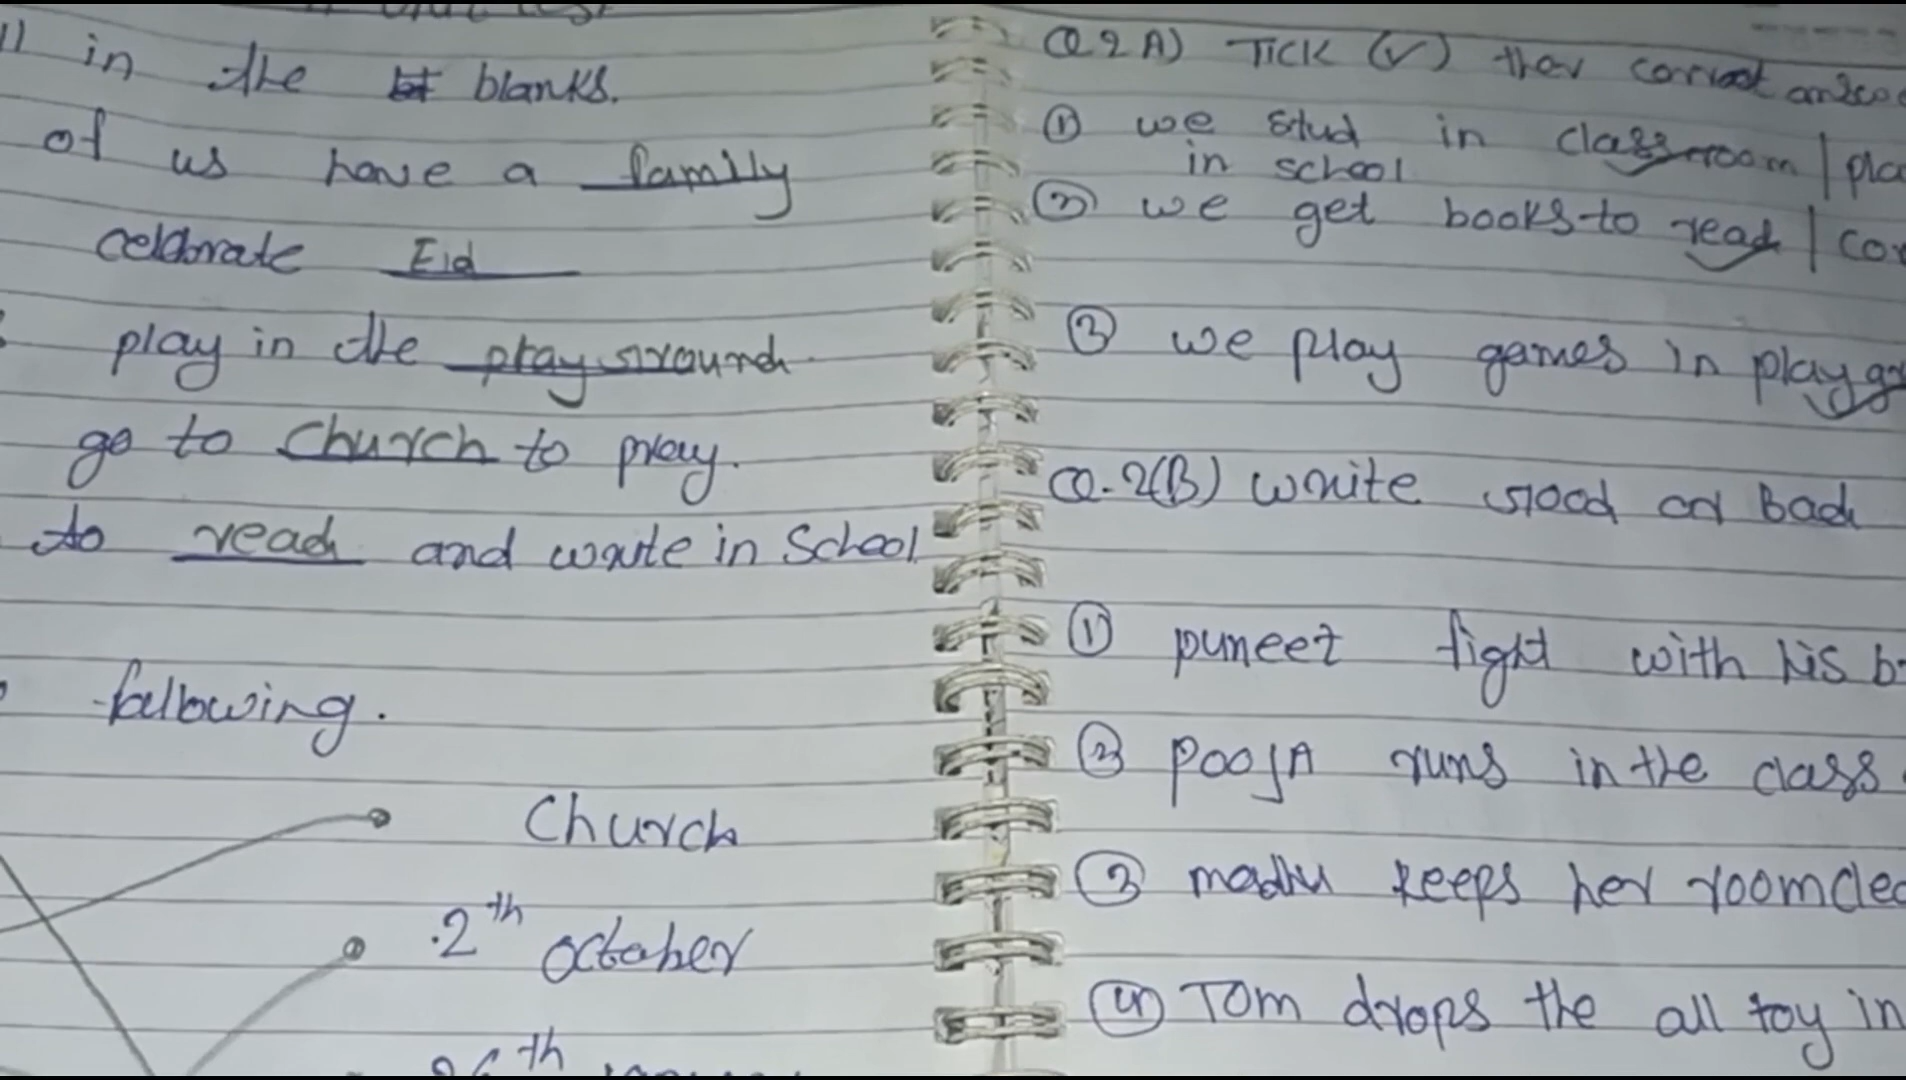 in the blanks.
of us have a family
celebrate Eid
play in the playground
go to church to pray.
to read and write in School
following.
Church
2th october
26th
Q2A) TICK (✓) ther correct
① we stud in classroom |
in school
② we get books to read |
③ we play games in
Q.2(B) write good or Bad
① puneet fight with his
② POOJA runs in the class
③ madhu keeps her room
④ TOM drops the all toy in